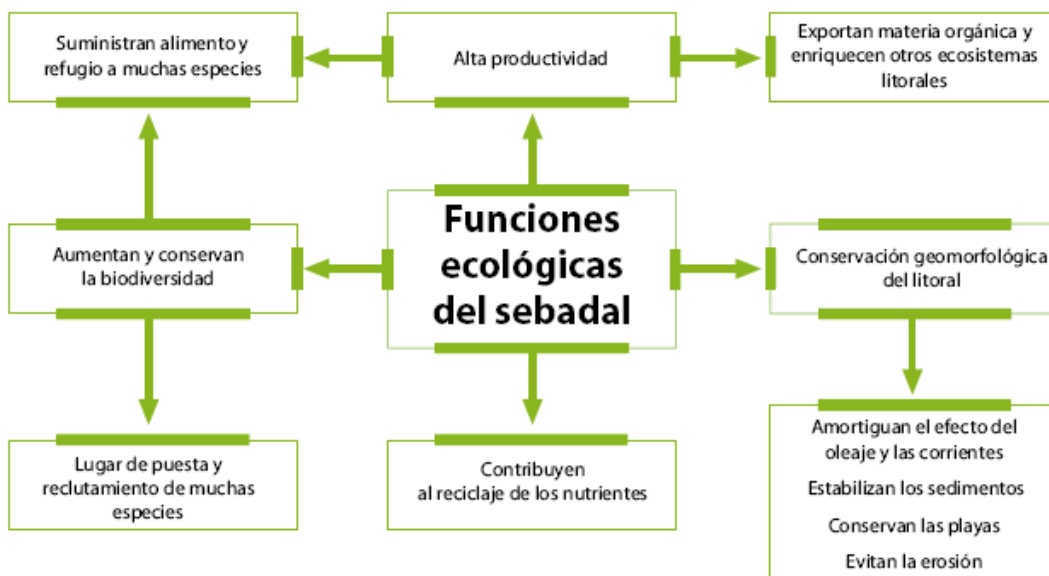 Suministran alimento y
refugio a muchas especies
Alta productividad
Exportan materia orgánica y
enriquecen otros ecosistemas
litorales
Aumentan y conservan
la biodiversidad
Funciones
ecológicas
del sebadal
Conservación geomorfológica
del litoral
Lugar de puesta y
reclutamiento de muchas
especies
Contribuyen
al reciclaje de los nutrientes
Amortiguan el efecto del
oleaje y las corrientes
Estabilizan los sedimentos
Conservan las playas
Evitan la erosión